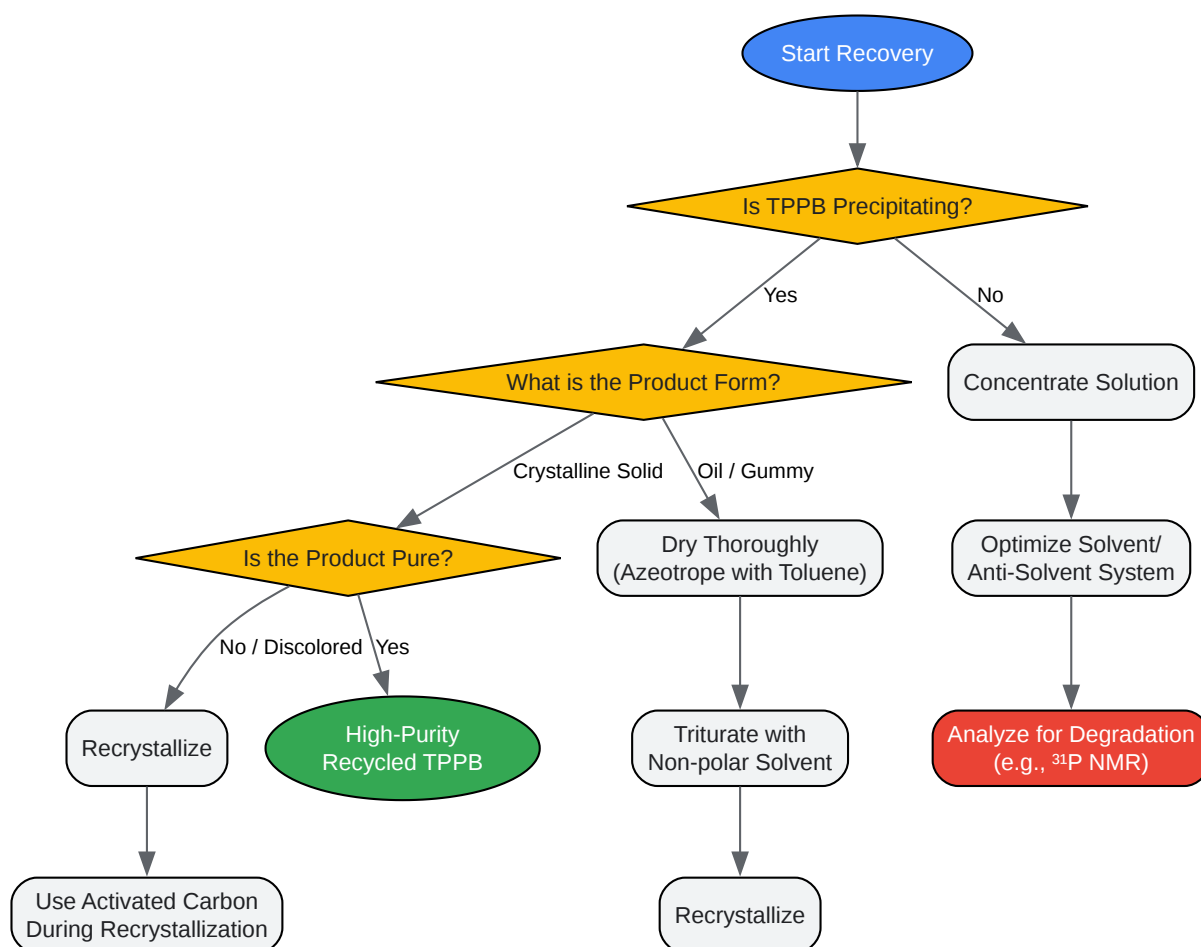 Start Recovery
Is TPPB Precipitating?
Yes
No
What is the Product Form?
Concentrate Solution
Crystalline Solid
Oil / Gummy
Is the Product Pure?
Dry Thoroughly
(Azeotrope with Toluene)
Optimize Solvent/
Anti-Solvent System
No / Discolored
Yes
Recrystallize
High-Purity
Recycled TPPB
Triturate with
Non-polar Solvent
Analyze for Degradation
(e.g., ³¹P NMR)
Use Activated Carbon
During Recrystallization
Recrystallize